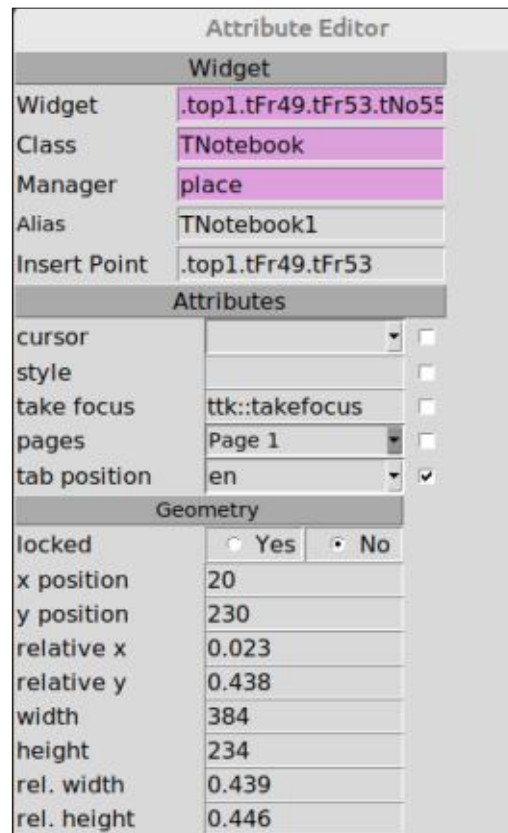 Attribute Editor
Widget
Widget .top1.tFr49.tFr53.tNo55
Class TNotebook
Manager place
Alias TNotebook1
Insert Point .top1.tFr49.tFr53
Attributes
cursor
style
take focus ttk::takefocus
pages Page 1
tab position en
Geometry
locked Yes No
x position 20
y position 230
relative x 0.023
relative y 0.438
width 384
height 234
rel. width 0.439
rel. height 0.446